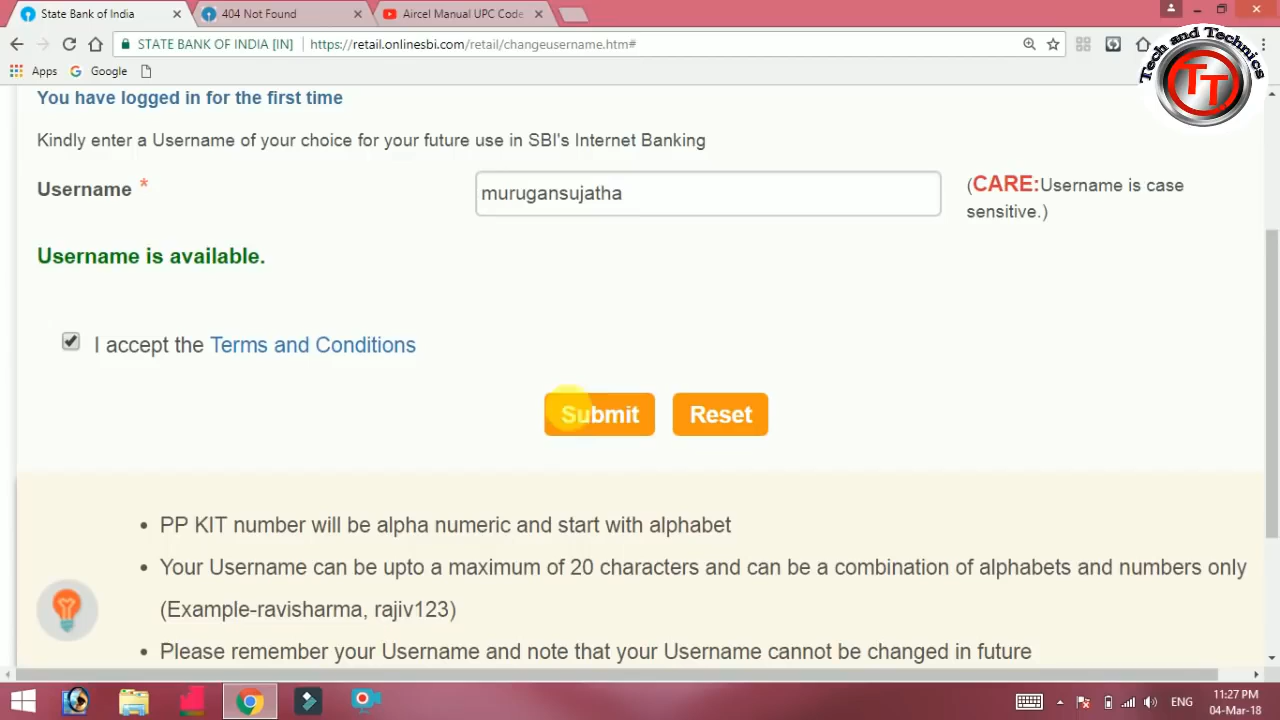 State Bank of India
404 Not Found
Aircel Manual UPC Code
STATE BANK OF INDIA [IN]
https://retail.onlinesbi.com/retail/changeusername.htm#
Apps
Google
Tech and Technics
TT
You have logged in for the first time
Kindly enter a Username of your choice for your future use in SBI's Internet Banking
Username *
murugansujatha
(CARE:Username is case
sensitive.)
Username is available.
I accept the Terms and Conditions
Submit
Reset
• PP KIT number will be alpha numeric and start with alphabet
• Your Username can be upto a maximum of 20 characters and can be a combination of alphabets and numbers only
(Example-ravisharma, rajiv123)
• Please remember your Username and note that your Username cannot be changed in future
ENG
11:27 PM
04-Mar-18